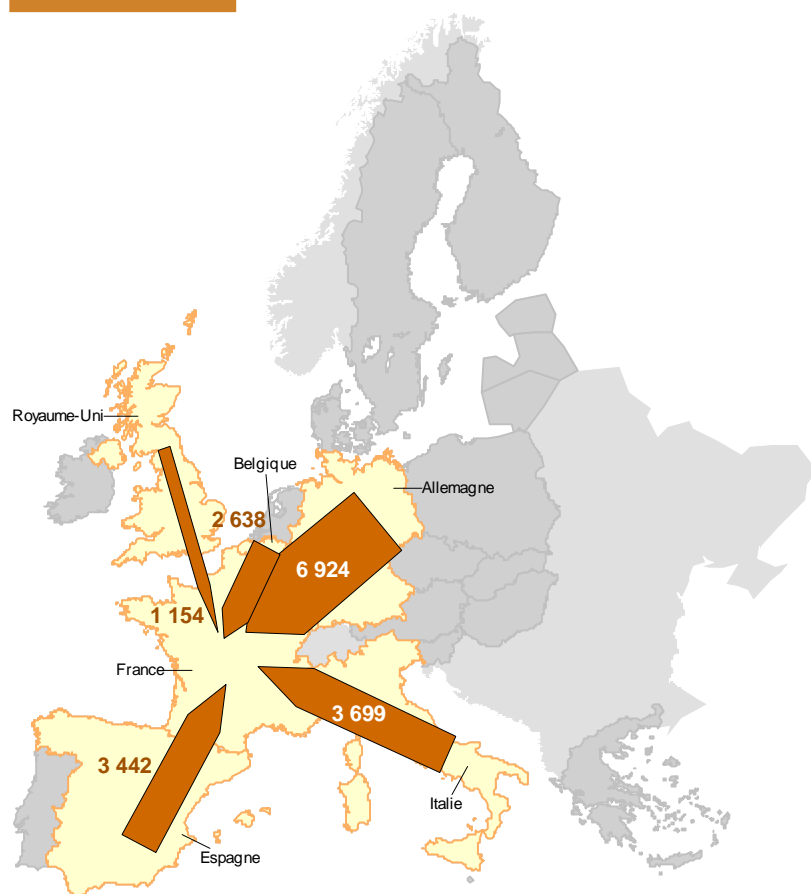 Royaume-Uni
Belgique
Allemagne
2 638
6 924
1 154
France
3 699
3 442
Italie
Espagne